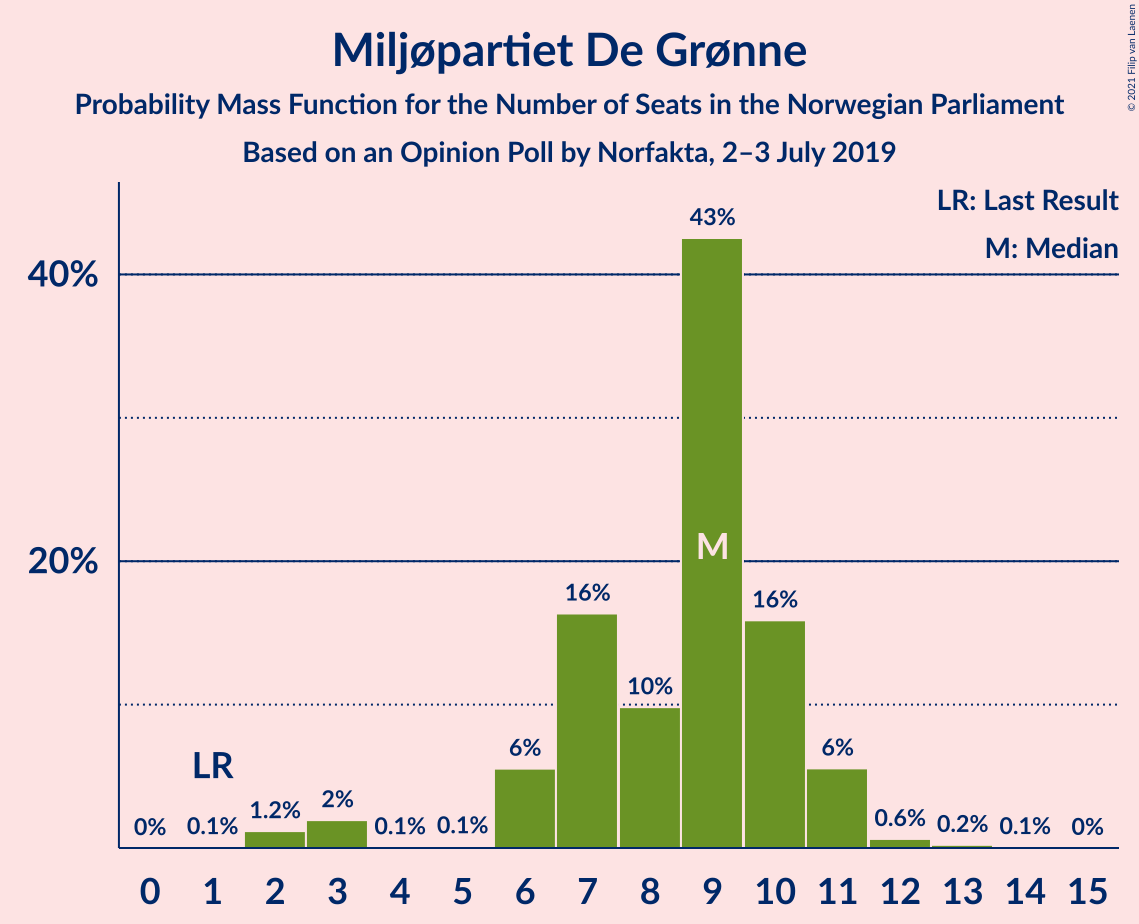 Miljøpartiet De Grønne
Probability Mass Function for the Number of Seats in the Norwegian Parliament
Based on an Opinion Poll by Norfakta, 2–3 July 2019
© 2021 Filip van Laenen
LR: Last Result
M: Median
40%
20%
0%
0.1%
1.2%
2%
0.1%
0.1%
6%
16%
10%
43%
16%
6%
0.6%
0.2%
0.1%
0%
LR
M
0 1 2 3 4 5 6 7 8 9 10 11 12 13 14 15